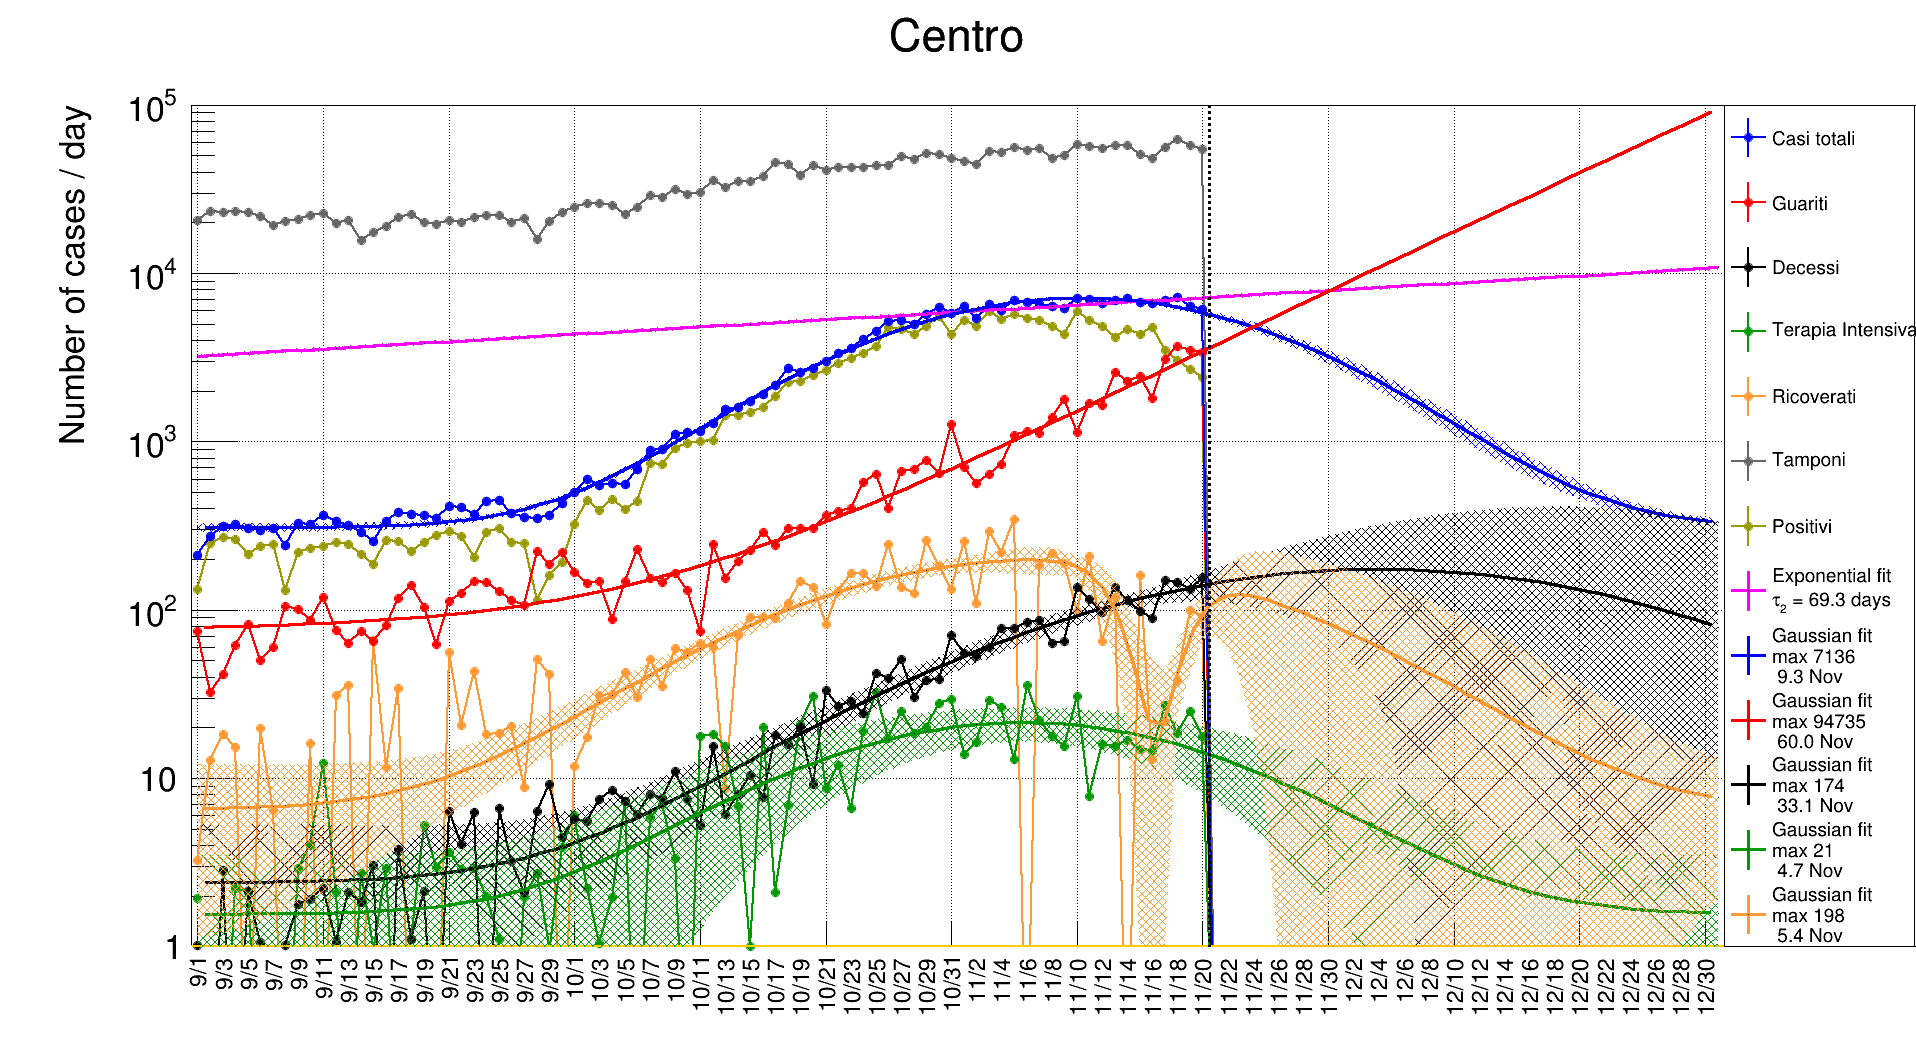 Centro
Number of cases / day
10^5
10^4
10^3
10^2
10
1
9/1
9/3
9/5
9/7
9/9
9/11
9/13
9/15
9/17
9/19
9/21
9/23
9/25
9/27
9/29
10/1
10/3
10/5
10/7
10/9
10/11
10/13
10/15
10/17
10/19
10/21
10/23
10/25
10/27
10/29
10/31
11/2
11/4
11/6
11/8
11/10
11/12
11/14
11/16
11/18
11/20
11/22
11/24
11/26
11/28
11/30
12/2
12/4
12/6
12/8
12/10
12/12
12/14
12/16
12/18
12/20
12/22
12/24
12/26
12/28
12/30
Casi totali
Guariti
Decessi
Terapia Intensiva
Ricoverati
Tamponi
Positivi
Exponential fit
τ₂ = 69.3 days
Gaussian fit
max 7136
9.3 Nov
Gaussian fit
max 94735
60.0 Nov
Gaussian fit
max 174
33.1 Nov
Gaussian fit
max 21
4.7 Nov
Gaussian fit
max 198
5.4 Nov